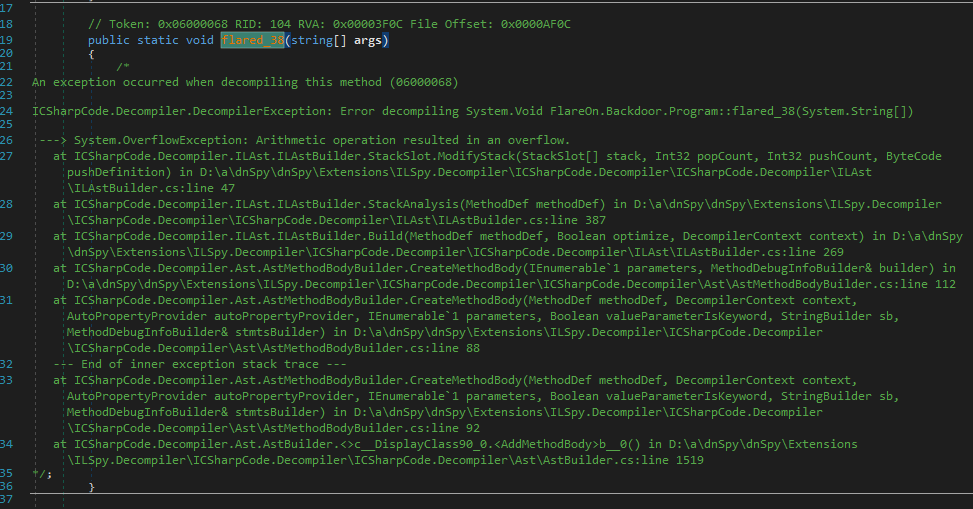 17
18 // Token: 0x06000068 RID: 104 RVA: 0x00003F0C File Offset: 0x0000AF0C
19 public static void flared_38(string[] args)
20 {
21 /*
22 An exception occurred when decompiling this method (06000068)
23
24 ICSharpCode.Decompiler.DecompilerException: Error decompiling System.Void FlareOn.Backdoor.Program::flared_38(System.String[])
25
26 ---> System.OverflowException: Arithmetic operation resulted in an overflow.
27 at ICSharpCode.Decompiler.ILAst.ILAstBuilder.StackSlot.ModifyStack(StackSlot[] stack, Int32 popCount, Int32 pushCount, ByteCode
pushDefinition) in D:\a\dnSpy\dnSpy\Extensions\ILSpy.Decompiler\ICSharpCode.Decompiler\ICSharpCode.Decompiler\ILAst
\ILAstBuilder.cs:line 47
28 at ICSharpCode.Decompiler.ILAst.ILAstBuilder.StackAnalysis(MethodDef methodDef) in D:\a\dnSpy\dnSpy\Extensions\ILSpy.Decompiler
\ICSharpCode.Decompiler\ICSharpCode.Decompiler\ILAst\ILAstBuilder.cs:line 387
29 at ICSharpCode.Decompiler.ILAst.ILAstBuilder.Build(MethodDef methodDef, Boolean optimize, DecompilerContext context) in D:\a\dnSpy
\dnSpy\Extensions\ILSpy.Decompiler\ICSharpCode.Decompiler\ICSharpCode.Decompiler\ILAst\ILAstBuilder.cs:line 269
30 at ICSharpCode.Decompiler.Ast.AstMethodBodyBuilder.CreateMethodBody(IEnumerable`1 parameters, MethodDebugInfoBuilder& builder) in
D:\a\dnSpy\dnSpy\Extensions\ILSpy.Decompiler\ICSharpCode.Decompiler\ICSharpCode.Decompiler\Ast\AstMethodBodyBuilder.cs:line 112
31 at ICSharpCode.Decompiler.Ast.AstMethodBodyBuilder.CreateMethodBody(MethodDef methodDef, DecompilerContext context,
AutoPropertyProvider autoPropertyProvider, IEnumerable`1 parameters, Boolean valueParameterIsKeyword, StringBuilder sb,
MethodDebugInfoBuilder& stmtsBuilder) in D:\a\dnSpy\dnSpy\Extensions\ILSpy.Decompiler\ICSharpCode.Decompiler
\ICSharpCode.Decompiler\Ast\AstMethodBodyBuilder.cs:line 88
32 --- End of inner exception stack trace ---
33 at ICSharpCode.Decompiler.Ast.AstMethodBodyBuilder.CreateMethodBody(MethodDef methodDef, DecompilerContext context,
AutoPropertyProvider autoPropertyProvider, IEnumerable`1 parameters, Boolean valueParameterIsKeyword, StringBuilder sb,
MethodDebugInfoBuilder& stmtsBuilder) in D:\a\dnSpy\dnSpy\Extensions\ILSpy.Decompiler\ICSharpCode.Decompiler
\ICSharpCode.Decompiler\Ast\AstMethodBodyBuilder.cs:line 92
34 at ICSharpCode.Decompiler.Ast.AstBuilder.<>c__DisplayClass90_0.<AddMethodBody>b__0() in D:\a\dnSpy\dnSpy\Extensions
\ILSpy.Decompiler\ICSharpCode.Decompiler\ICSharpCode.Decompiler\Ast\AstBuilder.cs:line 1519
35 */;
36 }
37